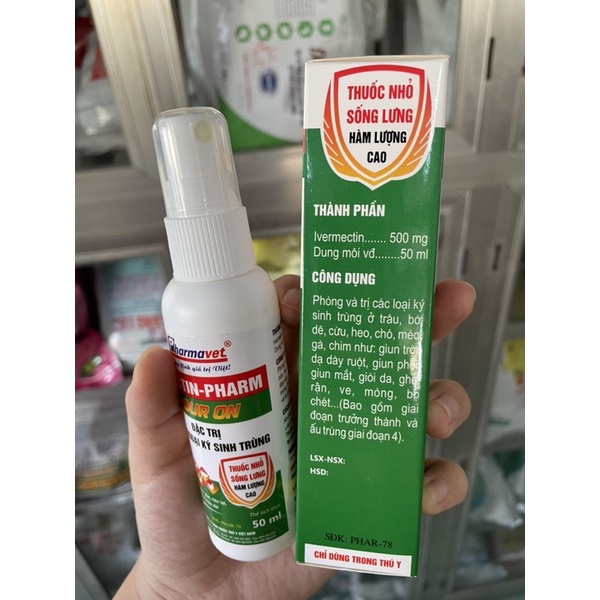 Pharmavet®
TIN-PHARM
OUR ON
ĐẶC TRỊ
KÝ SINH TRÙNG
THUỐC NHỎ
SỐNG LƯNG
HÀM LƯỢNG
CAO
50 ml
THUỐC NHỎ
SỐNG LƯNG
HÀM LƯỢNG
CAO
THÀNH PHẦN
Ivermectin....... 500 mg
Dung môi vđ........50 ml
CÔNG DỤNG
Phòng và trị các loại ký
sinh trùng ở trâu, bò,
dê, cừu, heo, chó, mèo,
gà, chim như: giun tròn
dạ dày ruột, giun phổi,
giun mắt, giòi da, ghẻ,
rận, ve, mòng, bọ
chét...(Bao gồm giai
đoạn trưởng thành và
ấu trùng giai đoạn 4).
LSX-NSX:
HSD:
SĐK: PHAR-78
CHỈ DÙNG TRONG THÚ Y